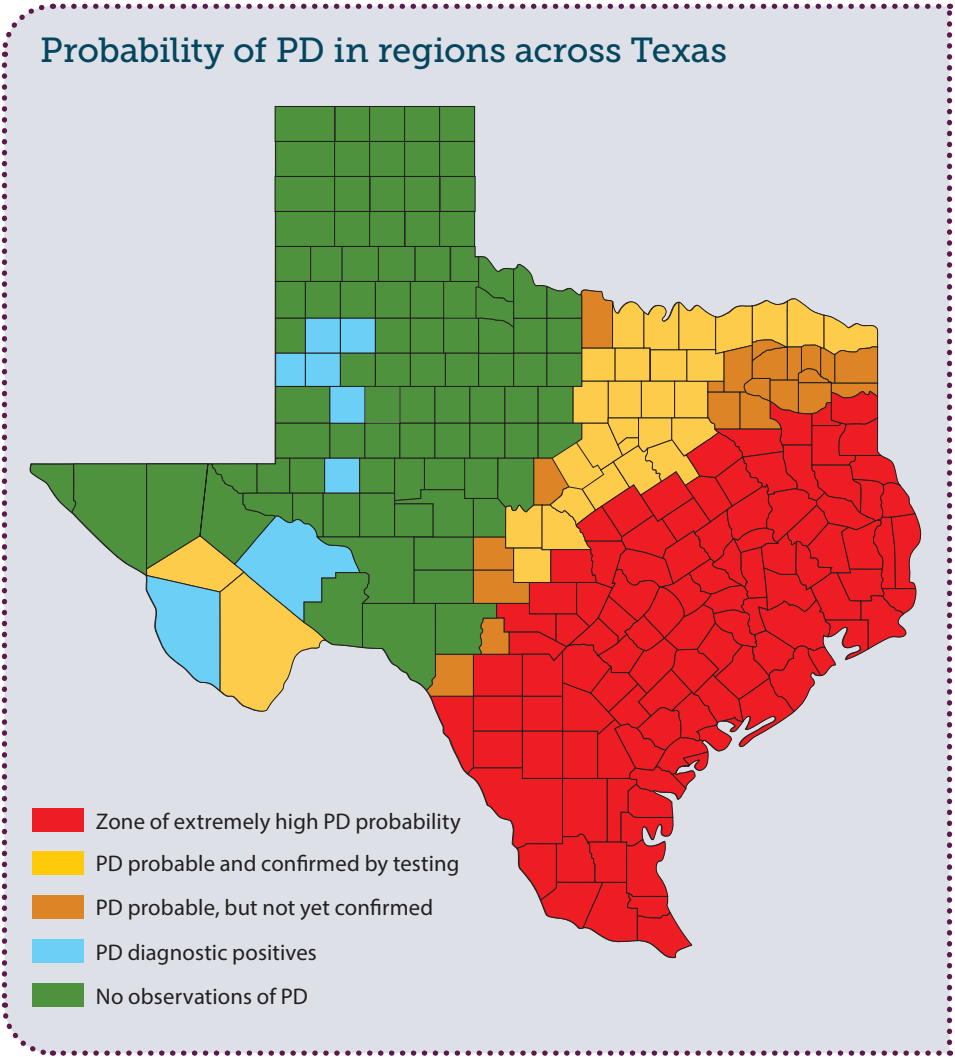 Probability of PD in regions across Texas
Zone of extremely high PD probability
PD probable and confirmed by testing
PD probable, but not yet confirmed
PD diagnostic positives
No observations of PD